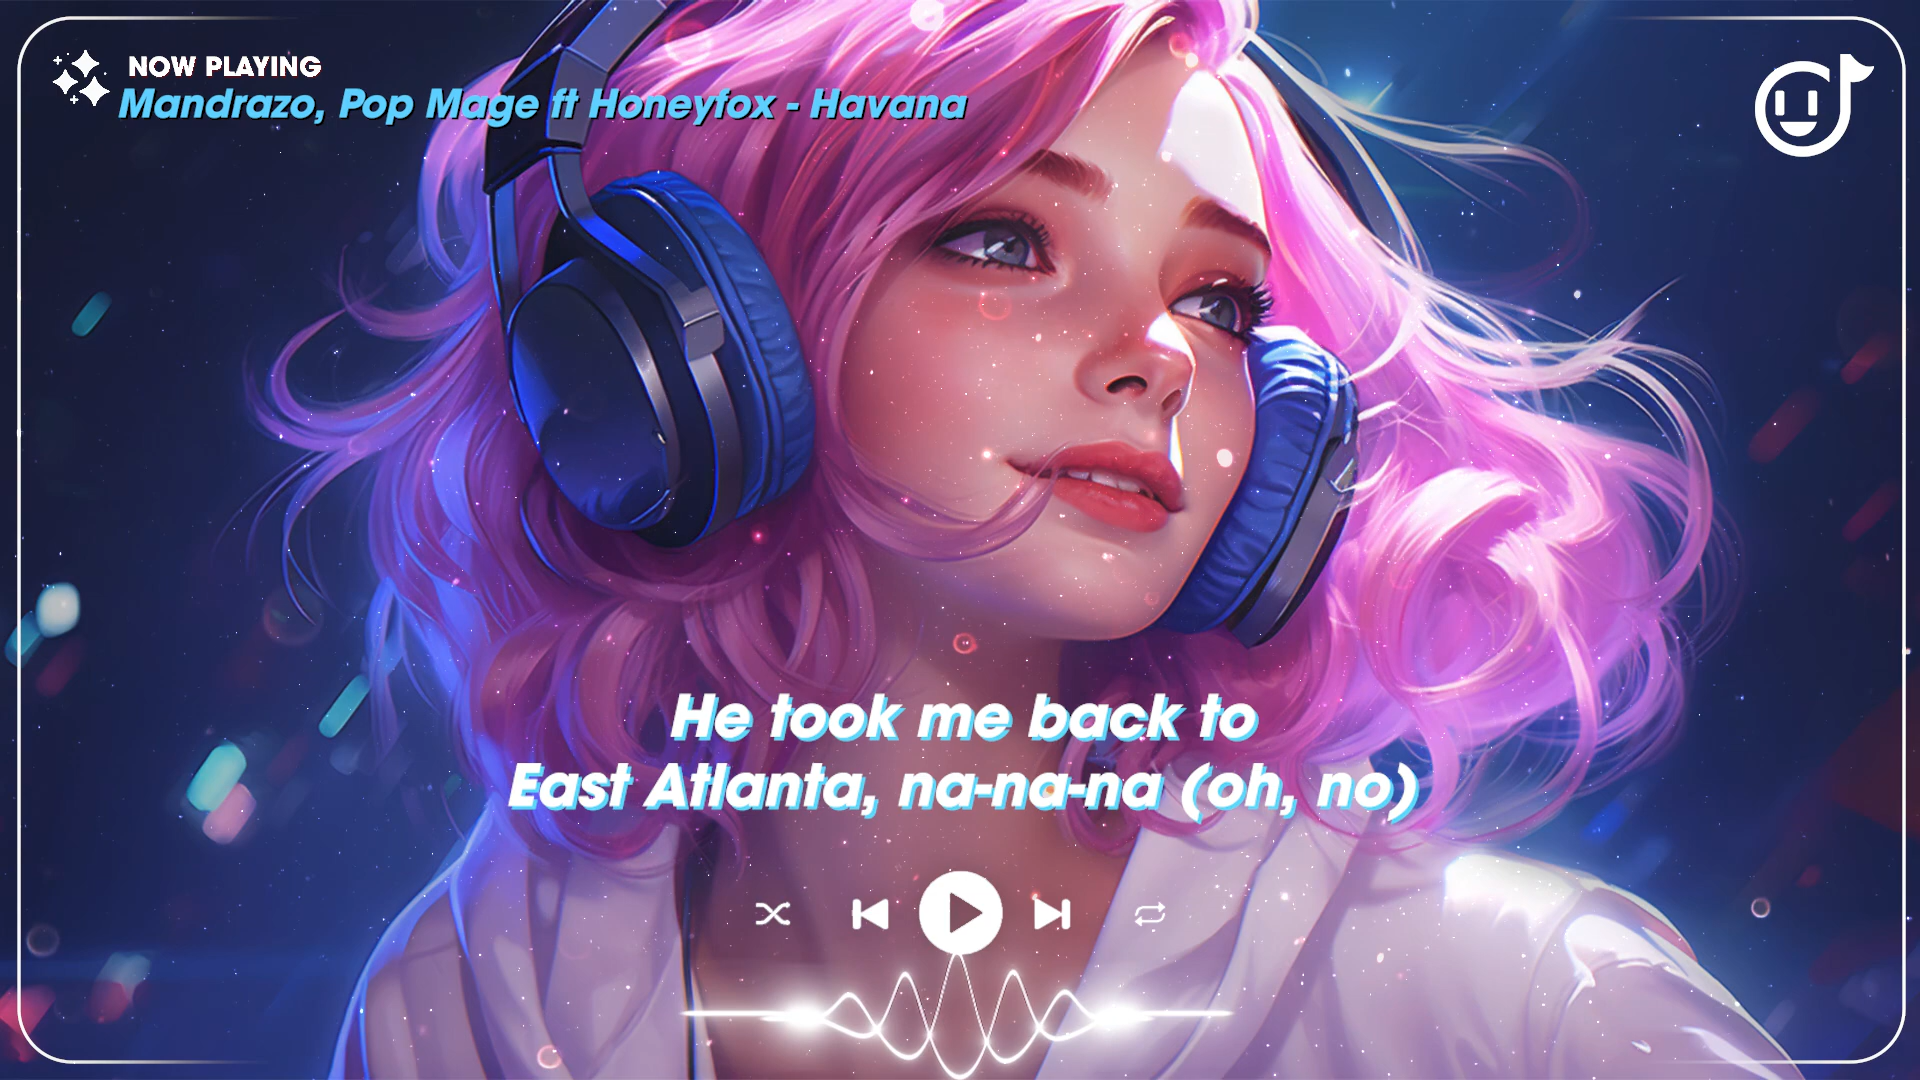 NOW PLAYING
Mandrazo, Pop Mage ft Honeyfox - Havana
He took me back to
East Atlanta, na-na-na (oh, no)